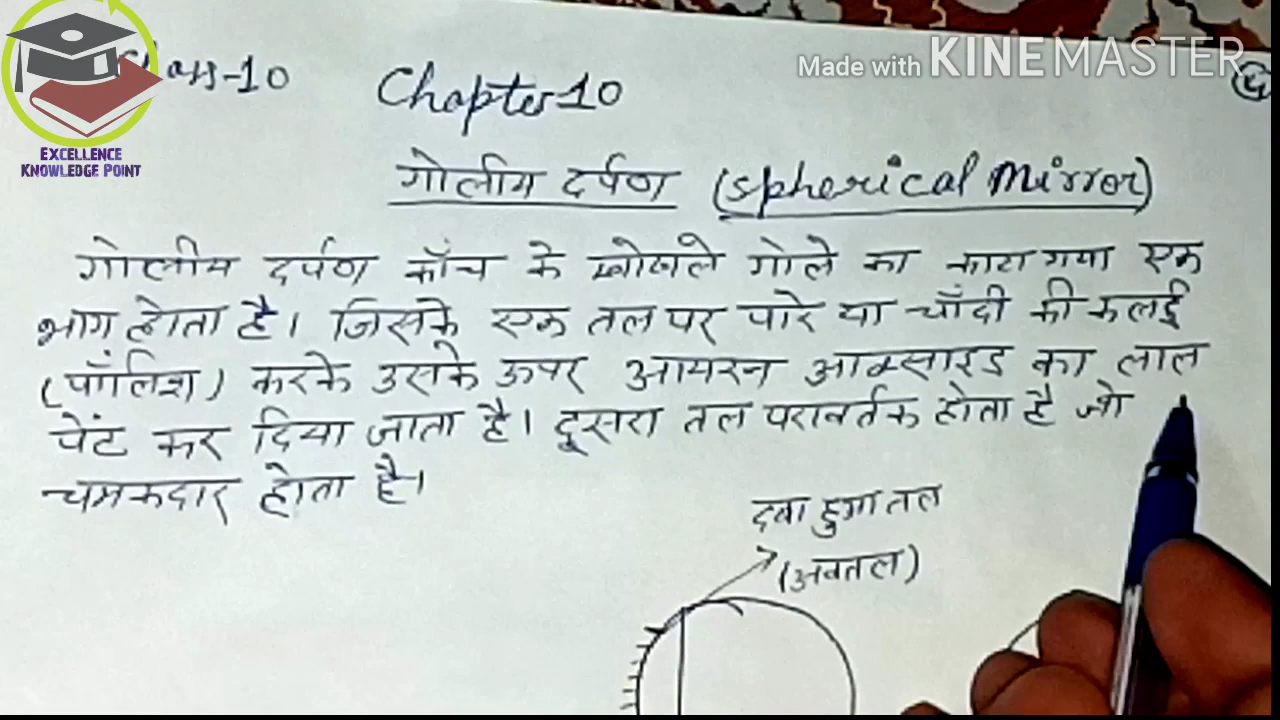 Made with KINEMASTER
Class-10 Chapter 10
EXCELLENCE
KNOWLEDGE POINT
गोलीय दर्पण (Spherical Mirror)
गोलीय दर्पण काँच के खोखले गोले का काटा गया एक
भाग होता है। जिसके एक तल पर पारे या चाँदी की कलई
(पॉलिश) करके उसके ऊपर आयरन आक्साइड का लाल
पेंट कर दिया जाता है। दूसरा तल परावर्तक होता है जो
चमकदार होता है।
दबा हुआ तल
(अवतल)